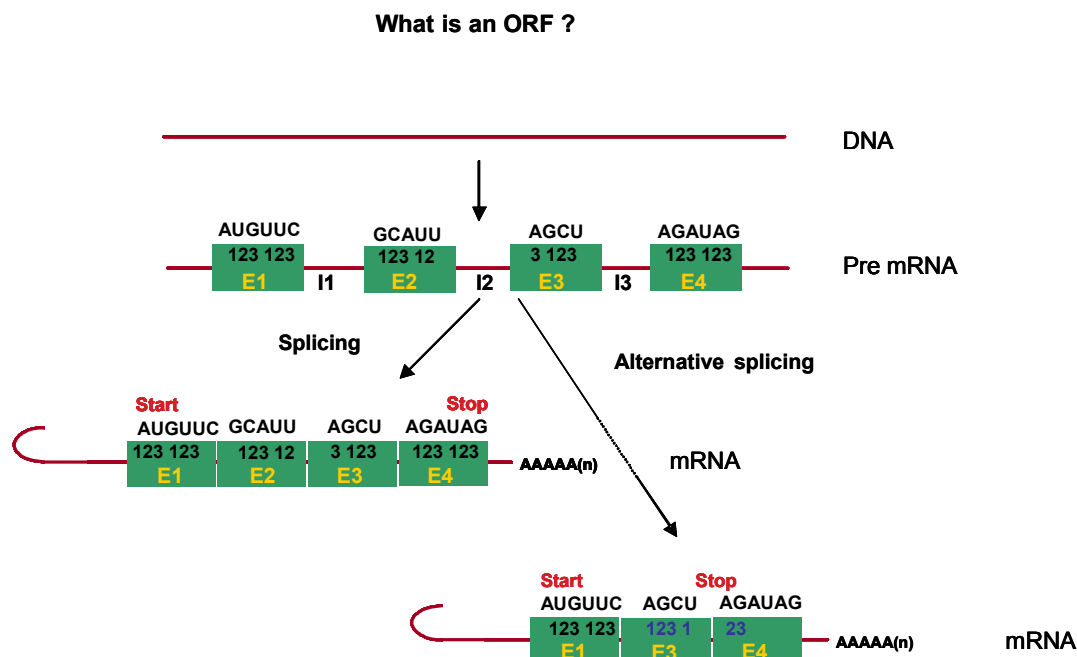 What is an ORF ?
DNA
AUGUUC GCAUU AGCU AGAUAG
123 123 123 12 3 123 123 123
E1 I1 E2 I2 E3 I3 E4
Pre mRNA
Splicing
Alternative splicing
Start Stop
AUGUUC GCAUU AGCU AGAUAG
123 123 123 12 3 123 123 123
E1 E2 E3 E4
AAAAA(n)
mRNA
Start Stop
AUGUUC AGCU AGAUAG
123 123 123 1 23
E1 E3 E4
AAAAA(n)
mRNA